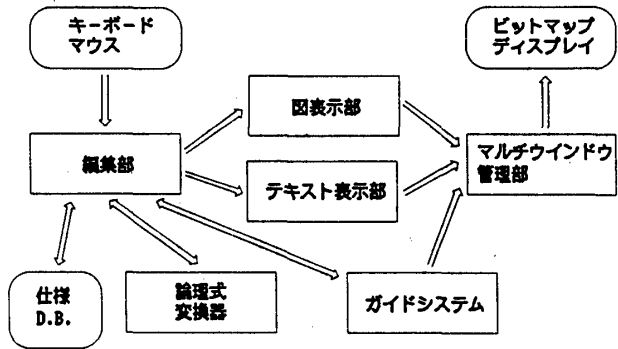 キーボード
マウス
ビットマップ
ディスプレイ
図表示部
編集部
マルチウインドウ
管理部
テキスト表示部
仕様
D.B.
論理式
変換器
ガイドシステム